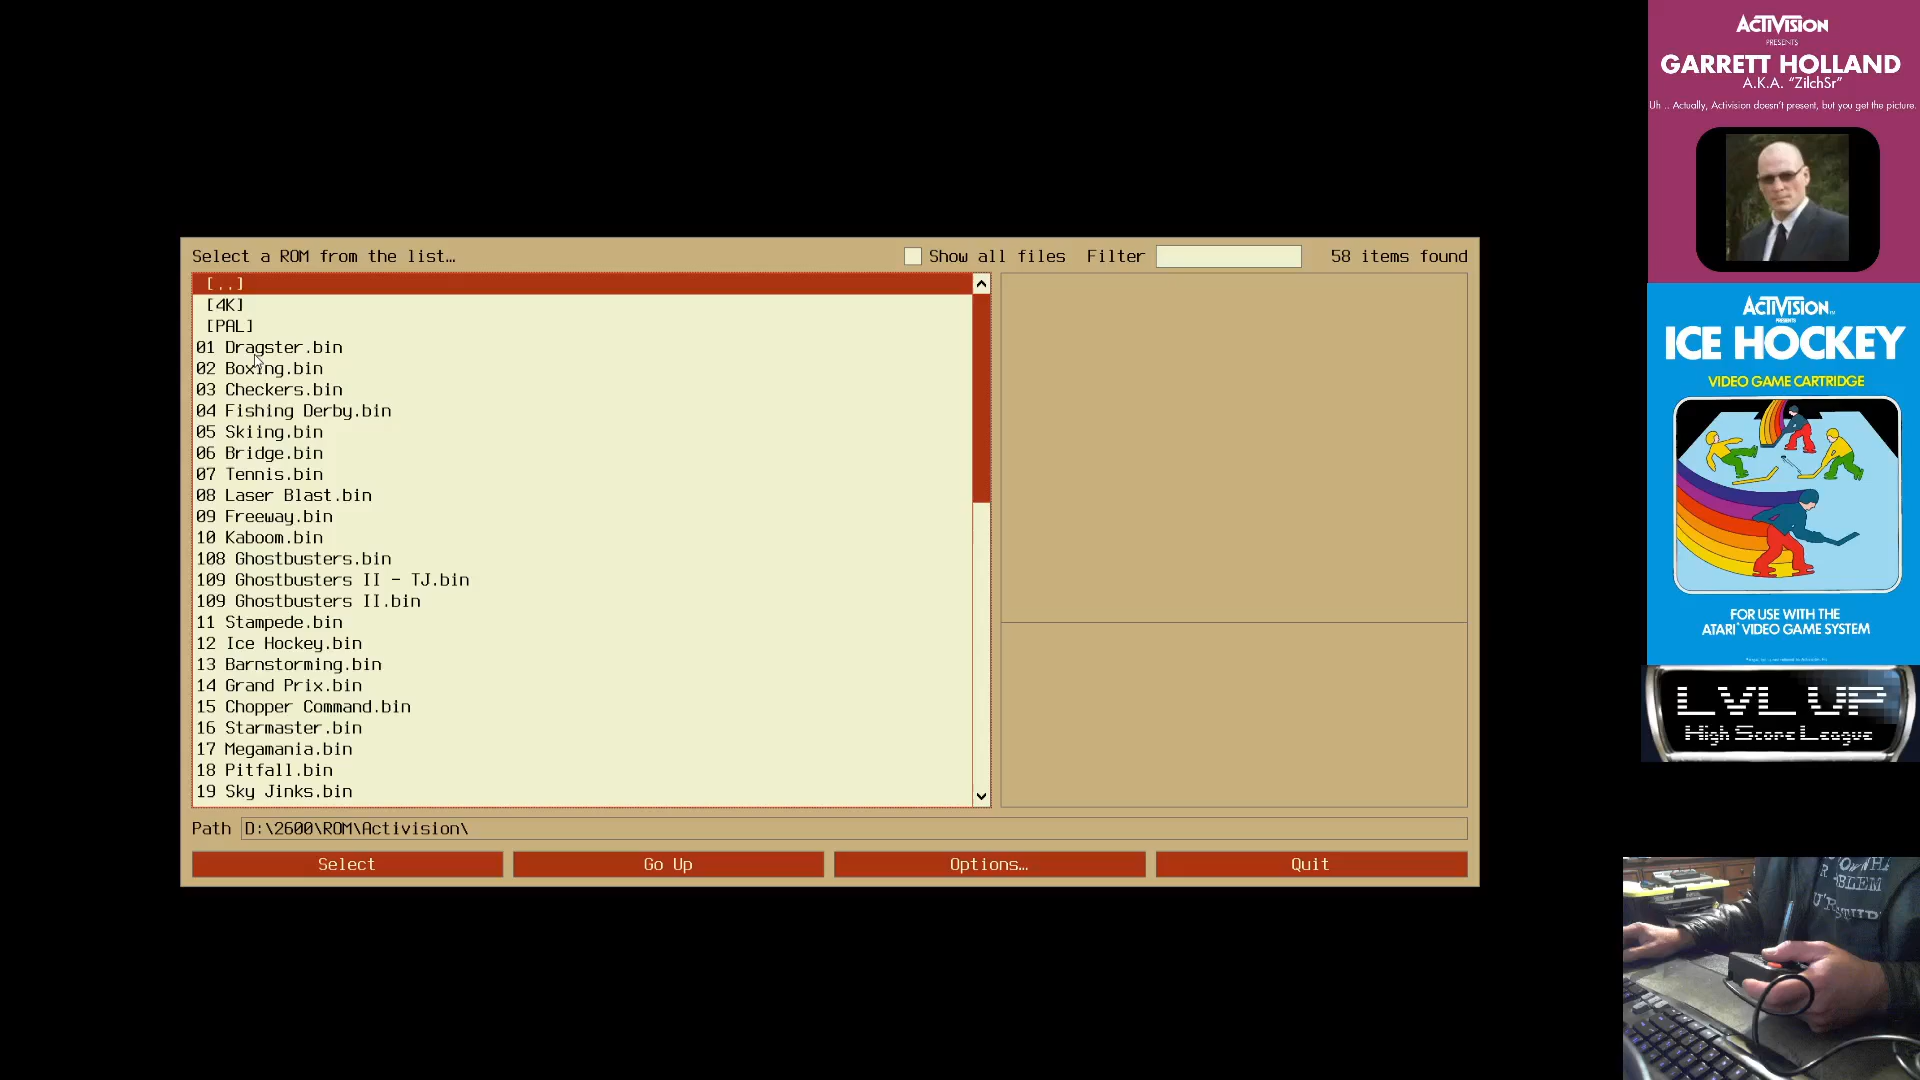 Select a ROM from the list…
Show all files
Filter
58 items found
[..]
[4K]
[PAL]
01 Dragster.bin
02 Boxing.bin
03 Checkers.bin
04 Fishing Derby.bin
05 Skiing.bin
06 Bridge.bin
07 Tennis.bin
08 Laser Blast.bin
09 Freeway.bin
10 Kaboom.bin
108 Ghostbusters.bin
109 Ghostbusters II - TJ.bin
109 Ghostbusters II.bin
11 Stampede.bin
12 Ice Hockey.bin
13 Barnstorming.bin
14 Grand Prix.bin
15 Chopper Command.bin
16 Starmaster.bin
17 Megamania.bin
18 Pitfall.bin
19 Sky Jinks.bin
Path D:\2600\ROM\Activision\
Select
Go Up
Options…
Quit
ACTIVISION
PRESENTS
GARRETT HOLLAND
A.K.A. "ZilchSr"
Uh .. Actually, Activision doesn't present, but you get the picture.
ACTIVISION
PRESENTS
ICE HOCKEY
VIDEO GAME CARTRIDGE
FOR USE WITH THE
ATARI® VIDEO GAME SYSTEM
LVL UP
High Score League